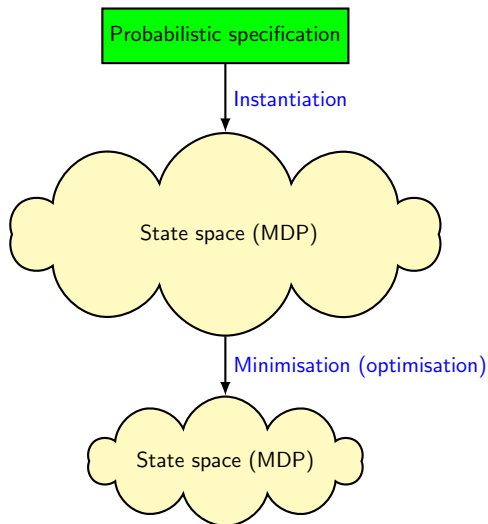 Probabilistic specification
Instantiation
State space (MDP)
Minimisation (optimisation)
State space (MDP)